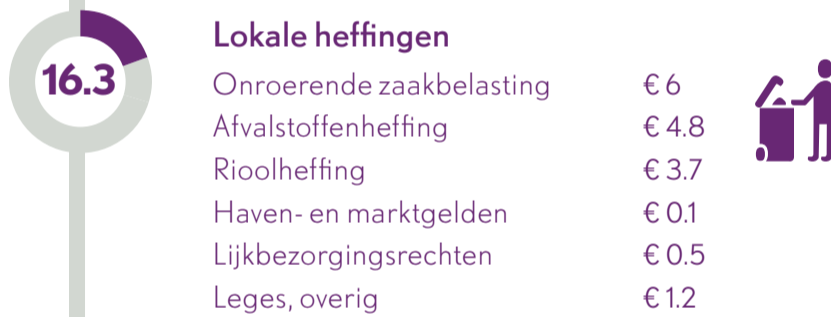 16.3
Lokale heffingen
Onroerende zaakbelasting € 6
Afvalstoffenheffing € 4.8
Rioolheffing € 3.7
Haven- en marktgelden € 0.1
Lijkbezorgingsrechten € 0.5
Leges, overig € 1.2